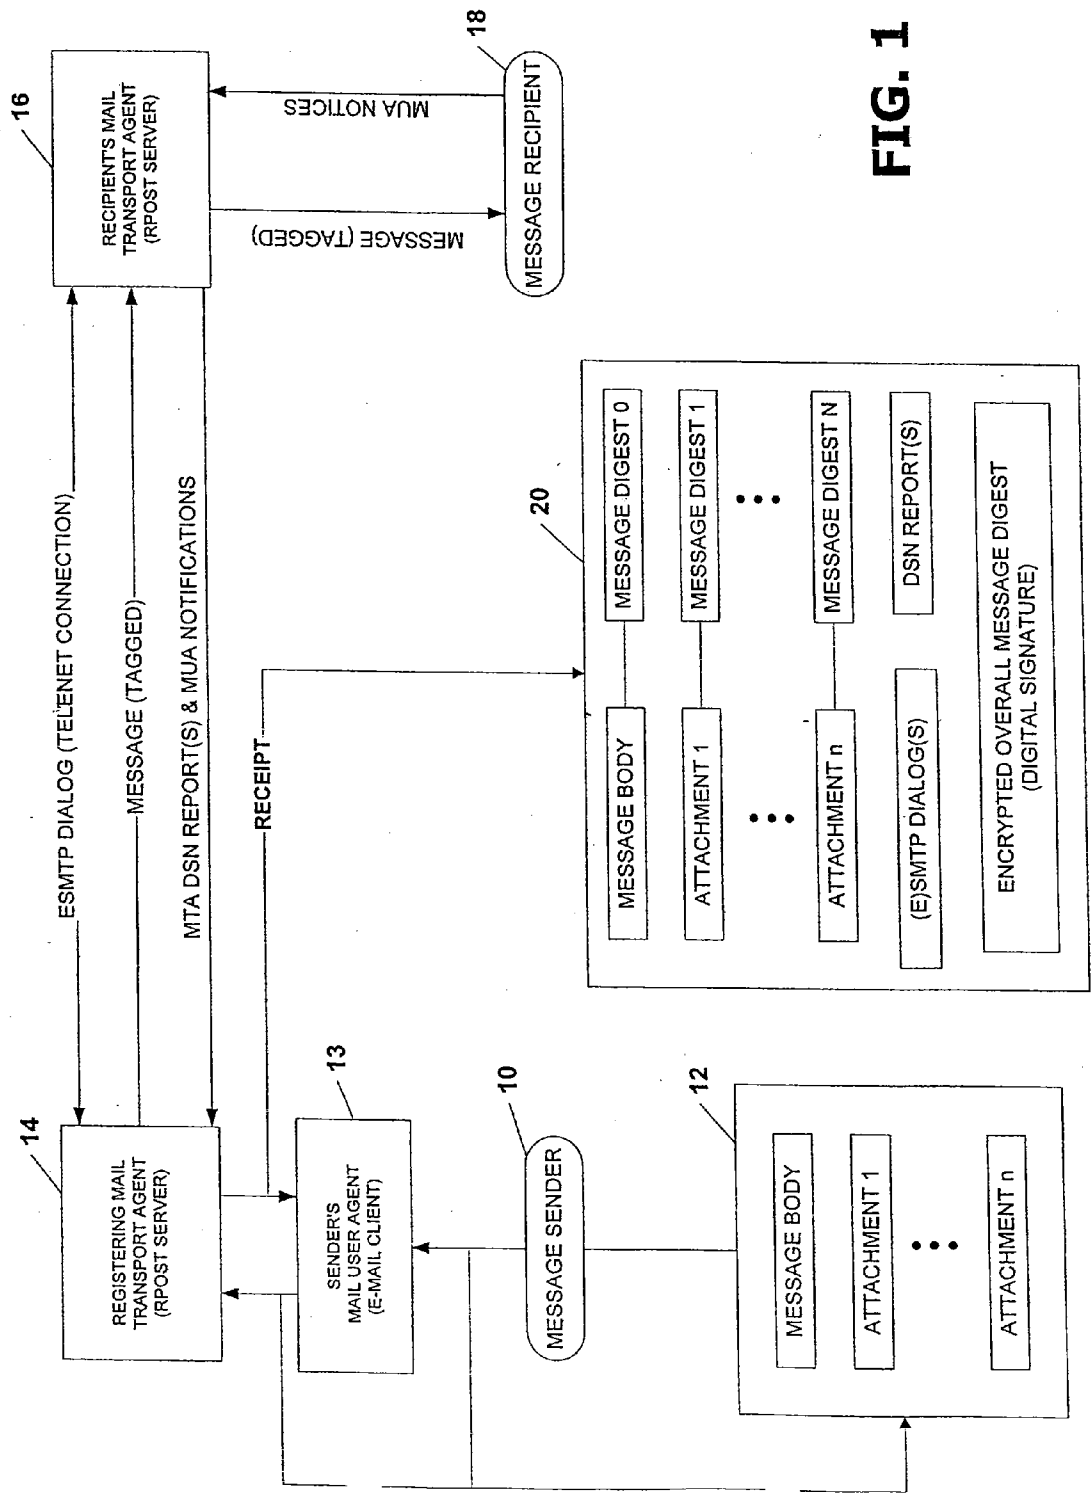 14
REGISTERING MAIL
TRANSPORT AGENT
(RPOST SERVER)
ESMTP DIALOG (TELENET CONNECTION)
MESSAGE (TAGGED)
MTA DSN REPORT(S) & MUA NOTIFICATIONS
16
RECIPIENT'S MAIL
TRANSPORT AGENT
(RPOST SERVER)
RECEIPT
13
SENDER'S
MAIL USER AGENT
(E-MAIL CLIENT)
MESSAGE (TAGGED)
MUA NOTICES
10
MESSAGE SENDER
18
MESSAGE RECIPIENT
12
MESSAGE BODY
ATTACHMENT 1
ATTACHMENT n
20
MESSAGE BODY
MESSAGE DIGEST 0
ATTACHMENT 1
MESSAGE DIGEST 1
ATTACHMENT n
MESSAGE DIGEST N
(E)SMTP DIALOG(S)
DSN REPORT(S)
ENCRYPTED OVERALL MESSAGE DIGEST
(DIGITAL SIGNATURE)
FIG. 1